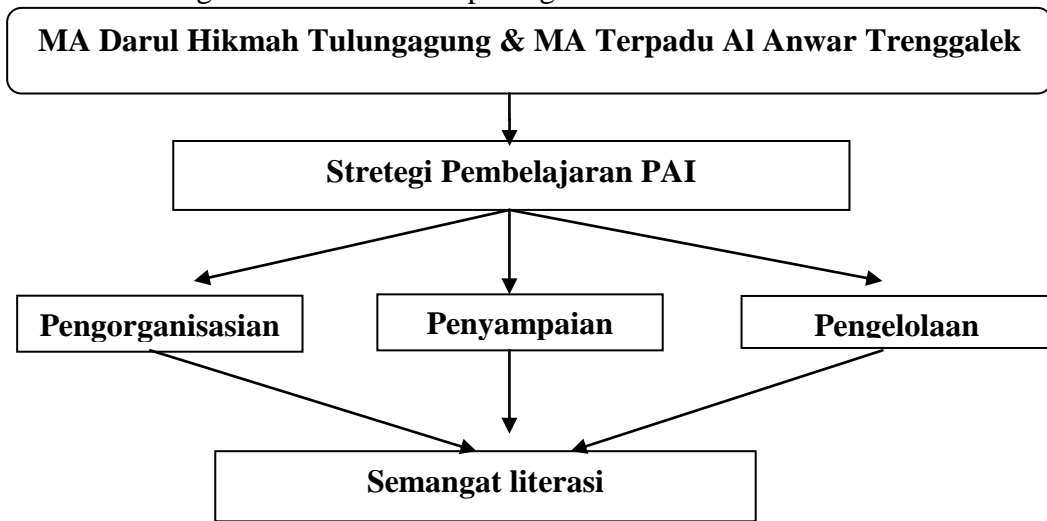 MA Darul Hikmah Tulungagung & MA Terpadu Al Anwar Trenggalek
Stretegi Pembelajaran PAI
Pengorganisasian
Penyampaian
Pengelolaan
Semangat literasi